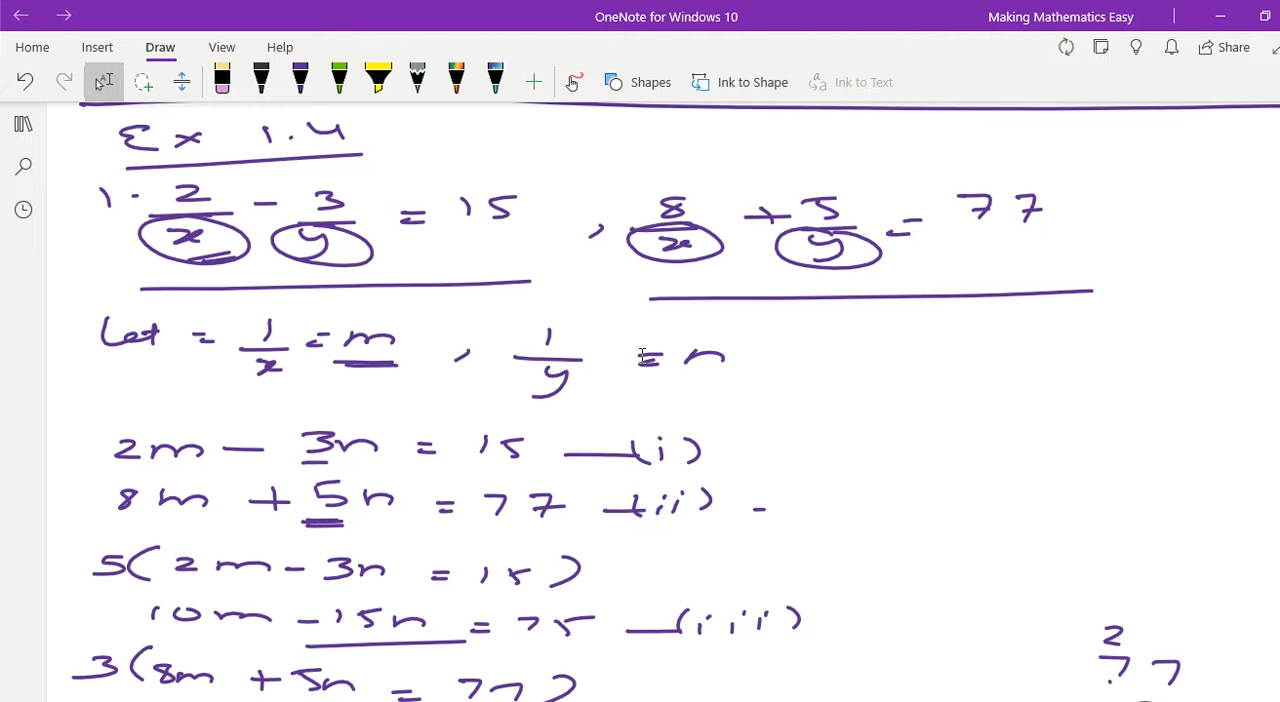 OneNote for Windows 10
Making Mathematics Easy
Home Insert Draw View Help
Share
Shapes Ink to Shape Ink to Text
Ex 1.4
1. 2/x - 3/y = 15 , 8/x + 5/y = 77
Let = 1/x = m , 1/y = n
2m - 3n = 15 —(i)
8m + 5n = 77 —(ii) -
5(2m - 3n = 15)
10m - 15n = 75 —(iii)
3(8m + 5n = 77)
2
77